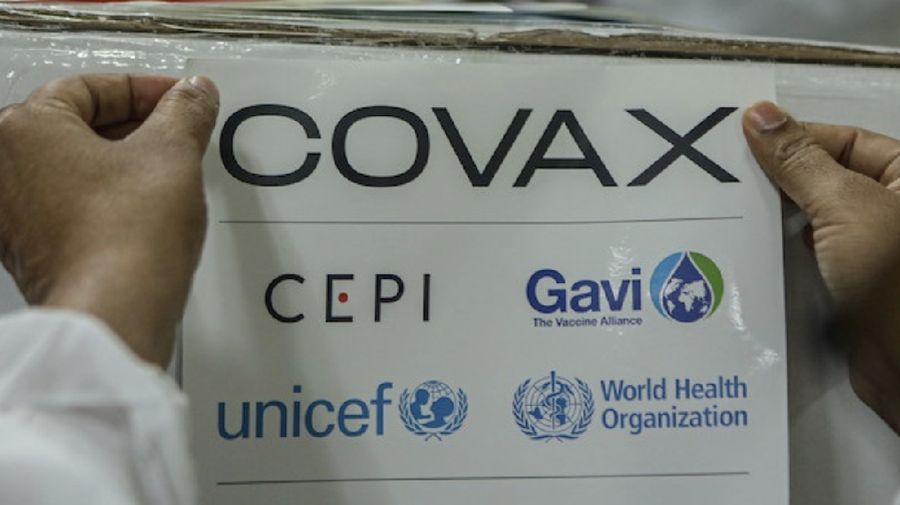 COVAX
CEPI
Gavi
The Vaccine Alliance
unicef
World Health
Organization